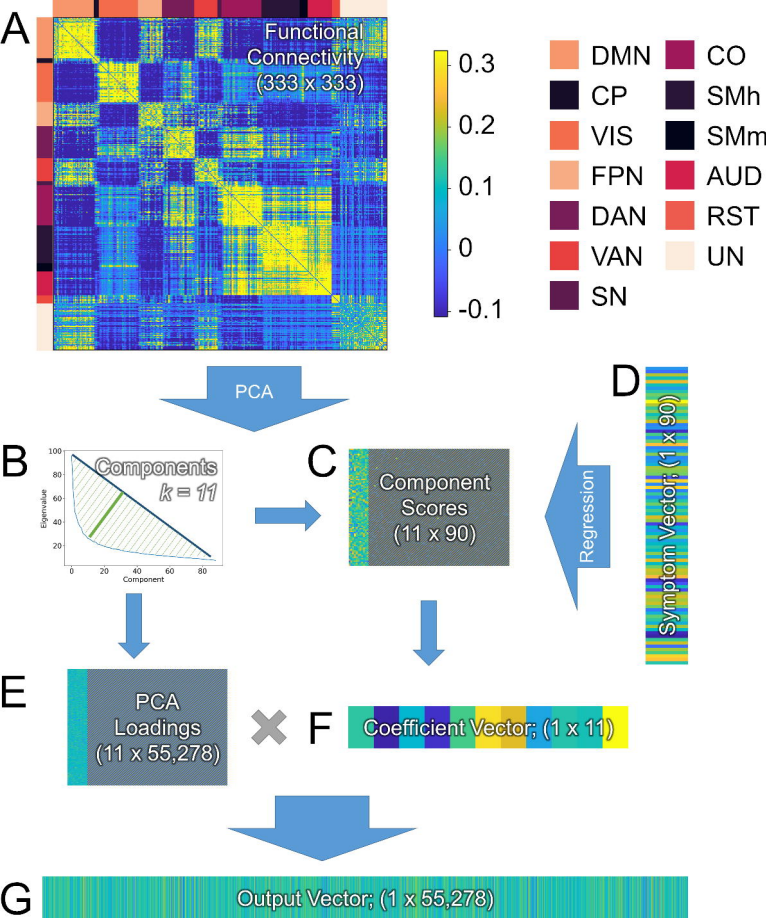 A
Functional
Connectivity
(333 x 333)
0.3
0.2
0.1
0
-0.1
DMN
CP
VIS
FPN
DAN
VAN
SN
CO
SMh
SMm
AUD
RST
UN
PCA
B
Components
k = 11
100
80
60
40
20
0
20
40
60
80
Eigenvalue
Component
C
Component
Scores
(11 x 90)
Regression
D
Symptom Vector; (1 x 90)
E
PCA
Loadings
(11 x 55,278)
F
Coefficient Vector; (1 x 11)
G
Output Vector; (1 x 55,278)